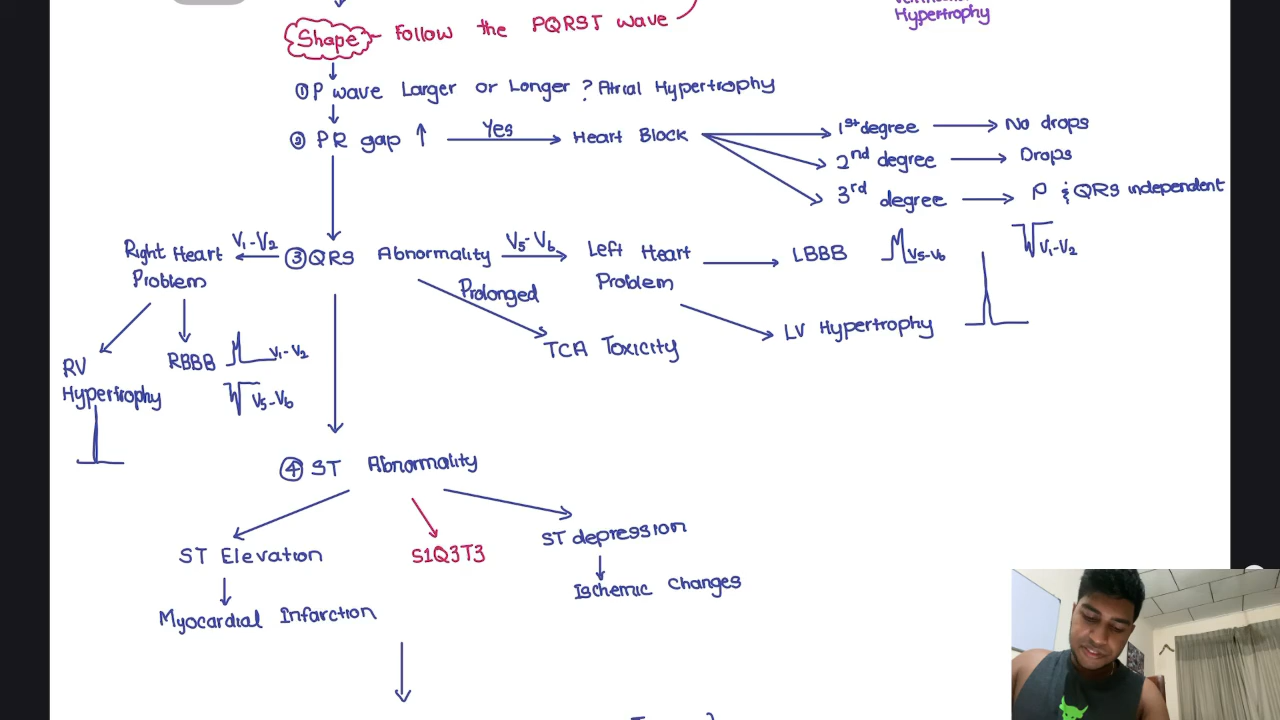 Hypertrophy
Shape Follow the PQRST wave
① P wave Larger or Longer ? Atrial Hypertrophy
② PR gap ↑ Yes Heart Block
1st degree → No drops
2nd degree → Drops
3rd degree → P & QRS independent
Right Heart Problem
V1-V2
③ QRS Abnormality
V5-V6
Left Heart Problem
LBBB V5-V6 V1-V2
Prolonged
TCA Toxicity
LV Hypertrophy
RV Hypertrophy
RBBB V1-V2
V5-V6
④ ST Abnormality
ST Elevation
S1Q3T3
ST depression
Myocardial Infarction
Ischemic Changes